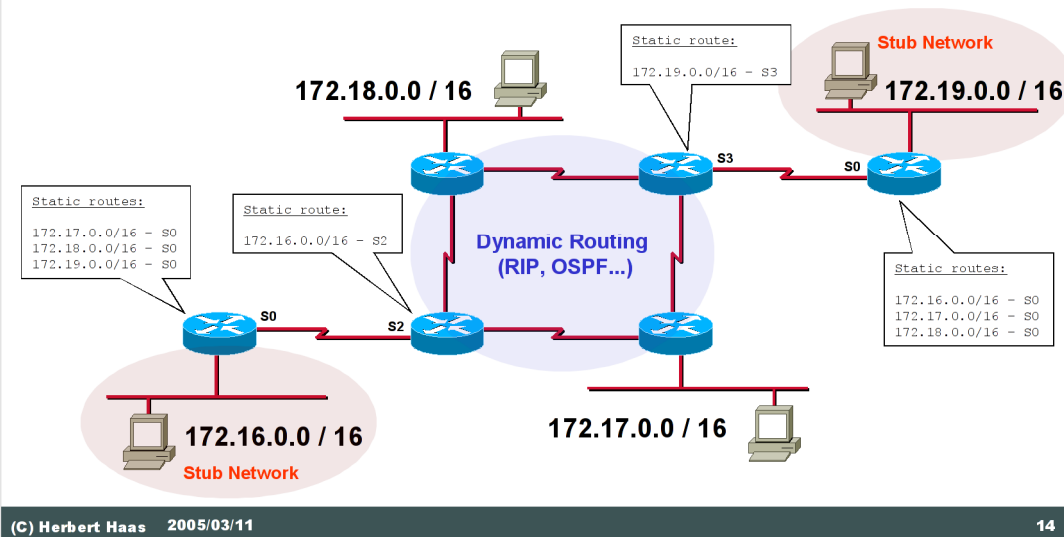 Static route:
172.19.0.0/16 – S3
Stub Network
172.18.0.0 / 16
172.19.0.0 / 16
S3
S0
Static routes:
172.17.0.0/16 – S0
172.18.0.0/16 – S0
172.19.0.0/16 – S0
Static route:
172.16.0.0/16 – S2
Dynamic Routing
(RIP, OSPF...)
Static routes:
172.16.0.0/16 – S0
172.17.0.0/16 – S0
172.18.0.0/16 – S0
S0
S2
172.16.0.0 / 16
Stub Network
172.17.0.0 / 16
(C) Herbert Haas 2005/03/11
14